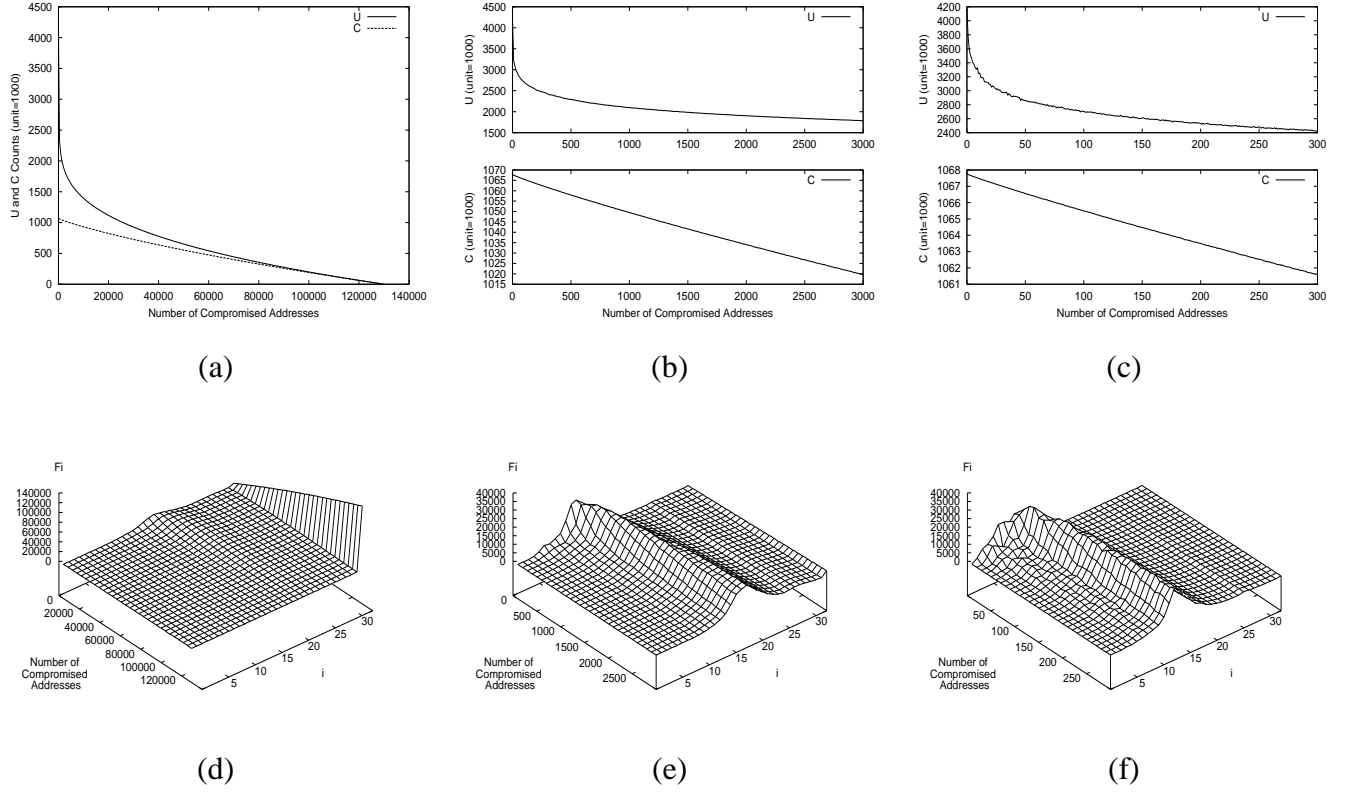 4500
4000
3500
3000
2500
2000
1500
1000
500
0
U and C Counts (unit=1000)
U
C
0 20000 40000 60000 80000 100000 120000 140000
Number of Compromised Addresses
(a)
4500
4000
3500
3000
2500
2000
1500
U (unit=1000)
U
0 500 1000 1500 2000 2500 3000
1070
1065
1060
1055
1050
1045
1040
1035
1030
1025
1020
1015
C (unit=1000)
C
0 500 1000 1500 2000 2500 3000
Number of Compromised Addresses
(b)
4200
4000
3800
3600
3400
3200
3000
2800
2600
2400
U (unit=1000)
U
0 50 100 150 200 250 300
1068
1067
1066
1065
1064
1063
1062
1061
C (unit=1000)
C
0 50 100 150 200 250 300
Number of Compromised Addresses
(c)
Fi
140000
120000
100000
80000
60000
40000
20000
0
0
20000
40000
60000
80000
100000
120000
Number of
Compromised
Addresses
5 10 15 20 25 30
i
(d)
Fi
40000
35000
30000
25000
20000
15000
10000
5000
0
0
500
1000
1500
2000
2500
Number of
Compromised
Addresses
5 10 15 20 25 30
i
(e)
Fi
40000
35000
30000
25000
20000
15000
10000
5000
0
50
100
150
200
250
Number of
Compromised
Addresses
5 10 15 20 25 30
i
(f)